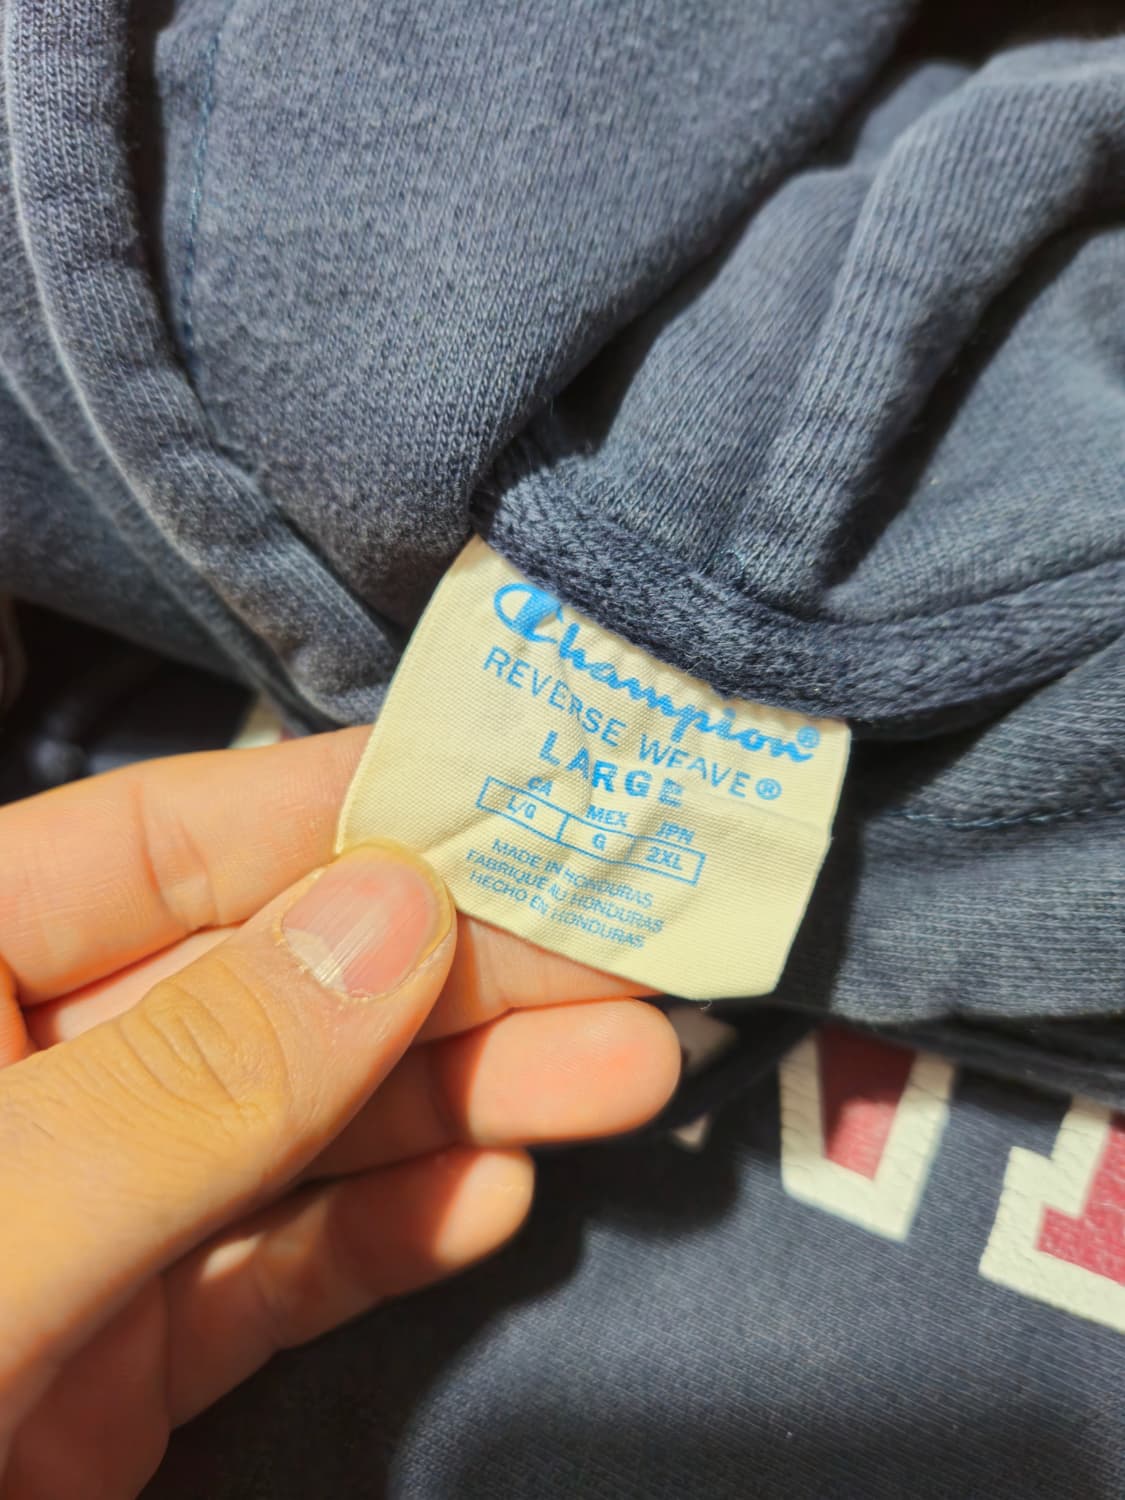 Champion®
REVERSE WEAVE®
LARGE
CA MEX JPN
L/G G 2XL
MADE IN HONDURAS
FABRIQUE AU HONDURAS
HECHO EN HONDURAS